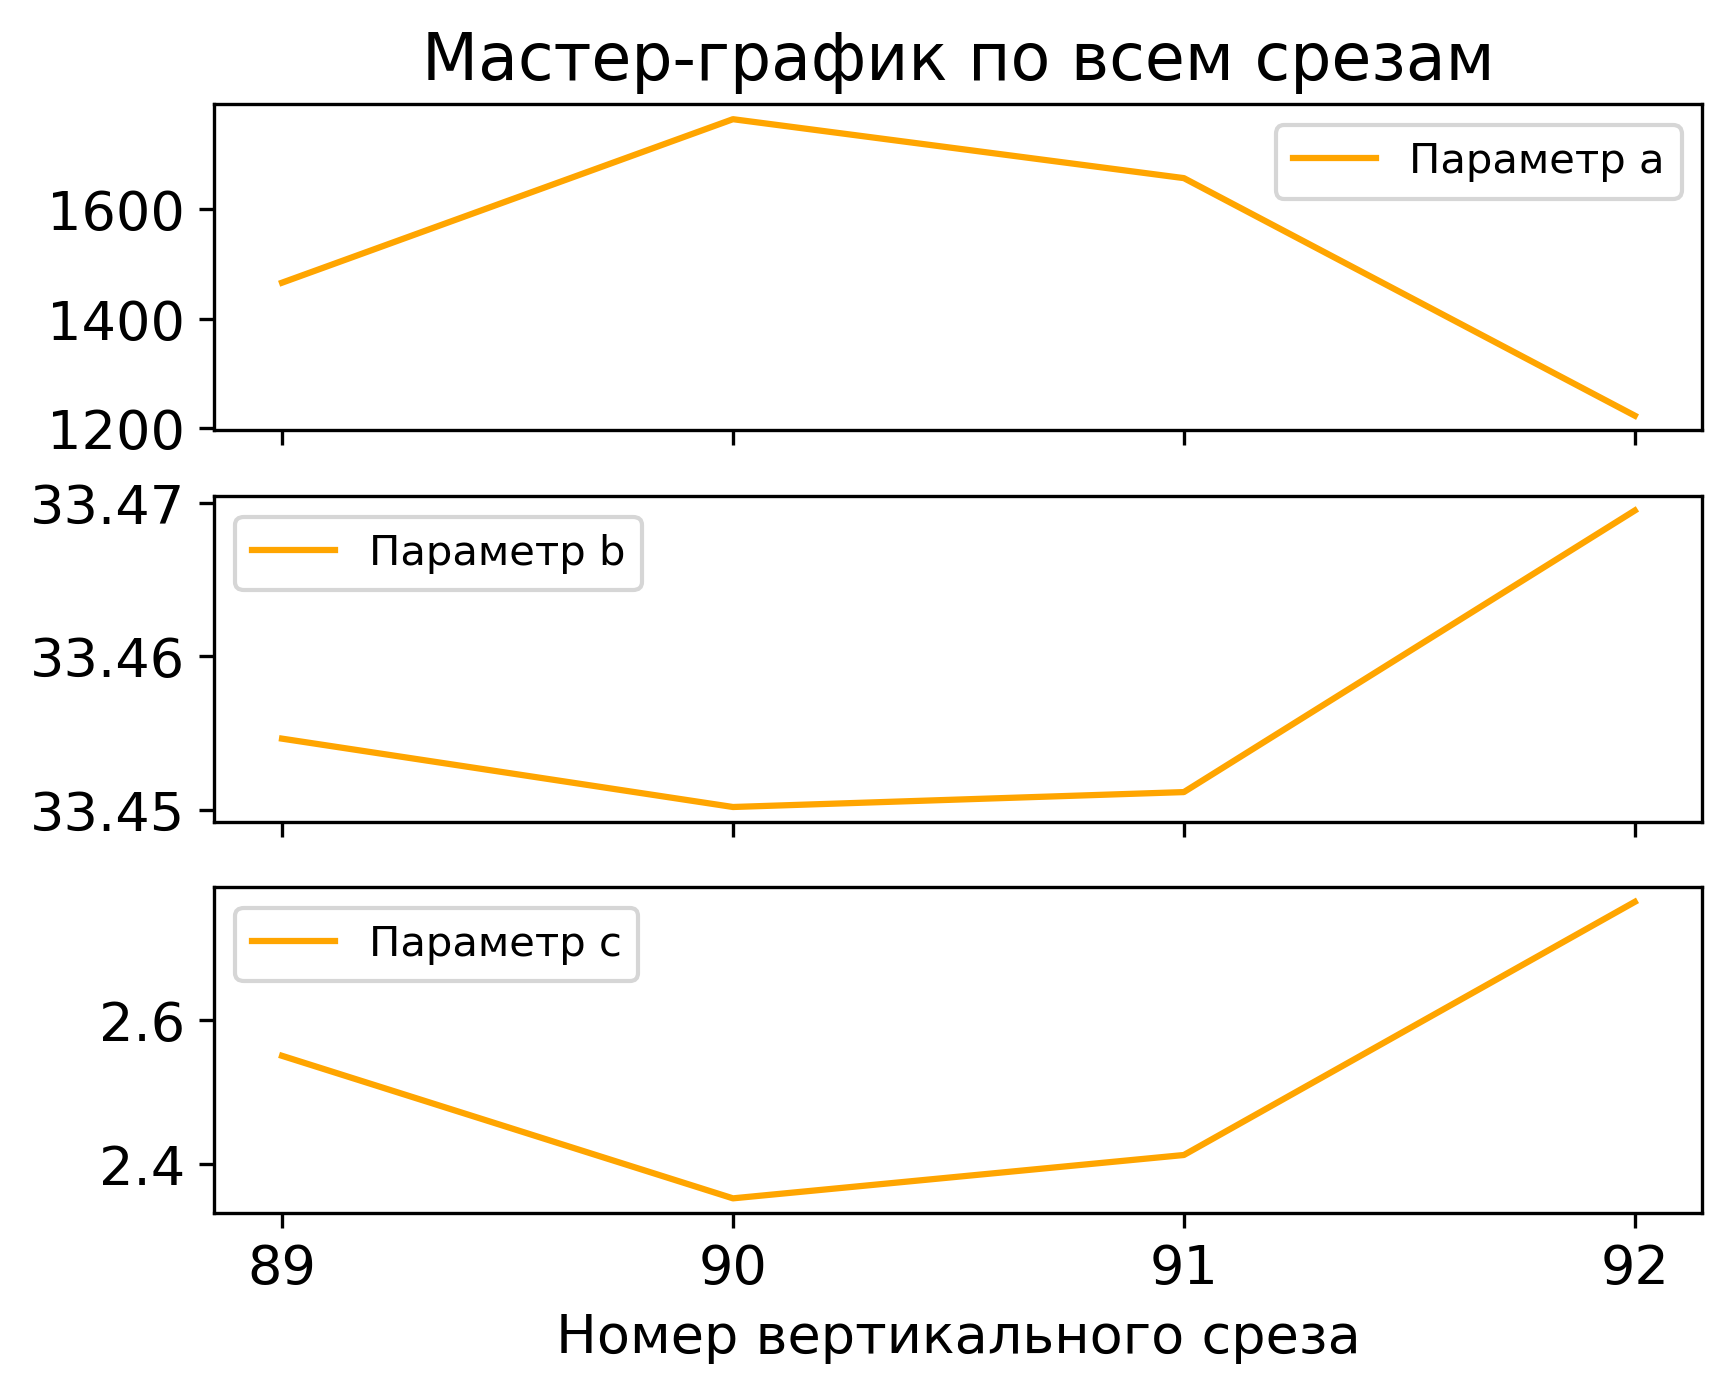 Мастер-график по всем срезам
1600
1400
1200
Параметр a
33.47
33.46
33.45
Параметр b
2.6
2.4
Параметр c
89 90 91 92
Номер вертикального среза